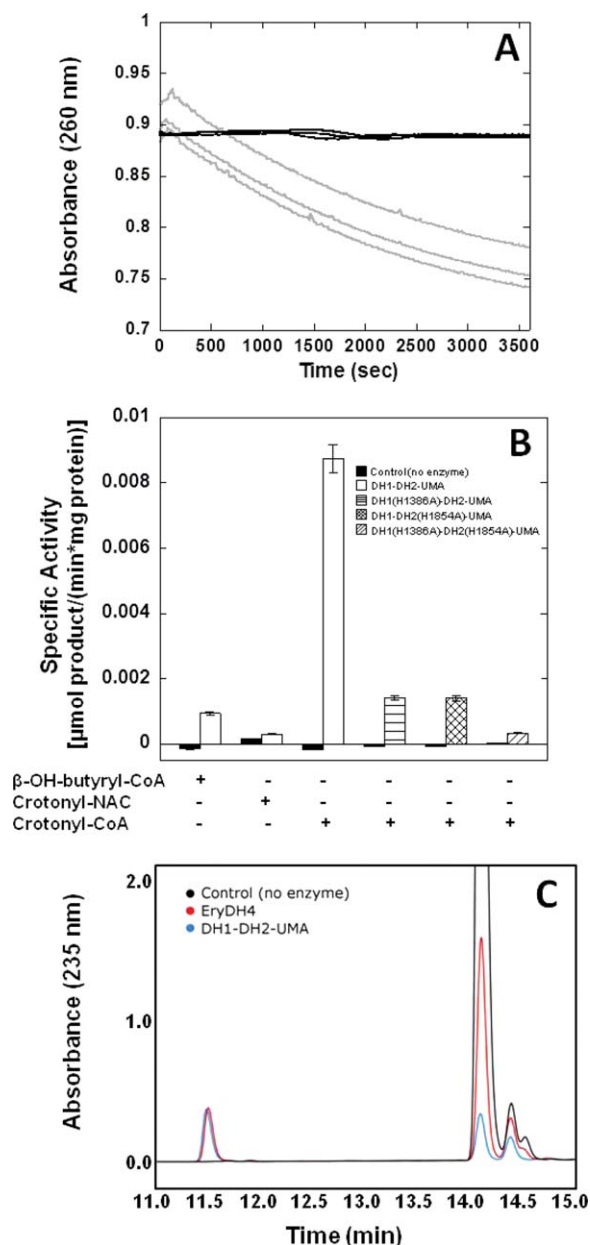 A
1
0.95
0.9
0.85
0.8
0.75
0.7
Absorbance (260 nm)
0 500 1000 1500 2000 2500 3000 3500
Time (sec)
B
0.01
0.008
0.006
0.004
0.002
0
Specific Activity
[µmol product/(min*mg protein)]
Control(no enzyme)
DH1-DH2-UMA
DH1(H1386A)-DH2-UMA
DH1-DH2(H1854A)-UMA
DH1(H1386A)-DH2(H1854A)-UMA
β-OH-butyryl-CoA + - - - - -
Crotonyl-NAC - + - - - -
Crotonyl-CoA - - + + + +
C
2.0
1.0
0.0
Absorbance (235 nm)
Control (no enzyme)
EryDH4
DH1-DH2-UMA
11.0 11.5 12.0 12.5 13.0 13.5 14.0 14.5 15.0
Time (min)